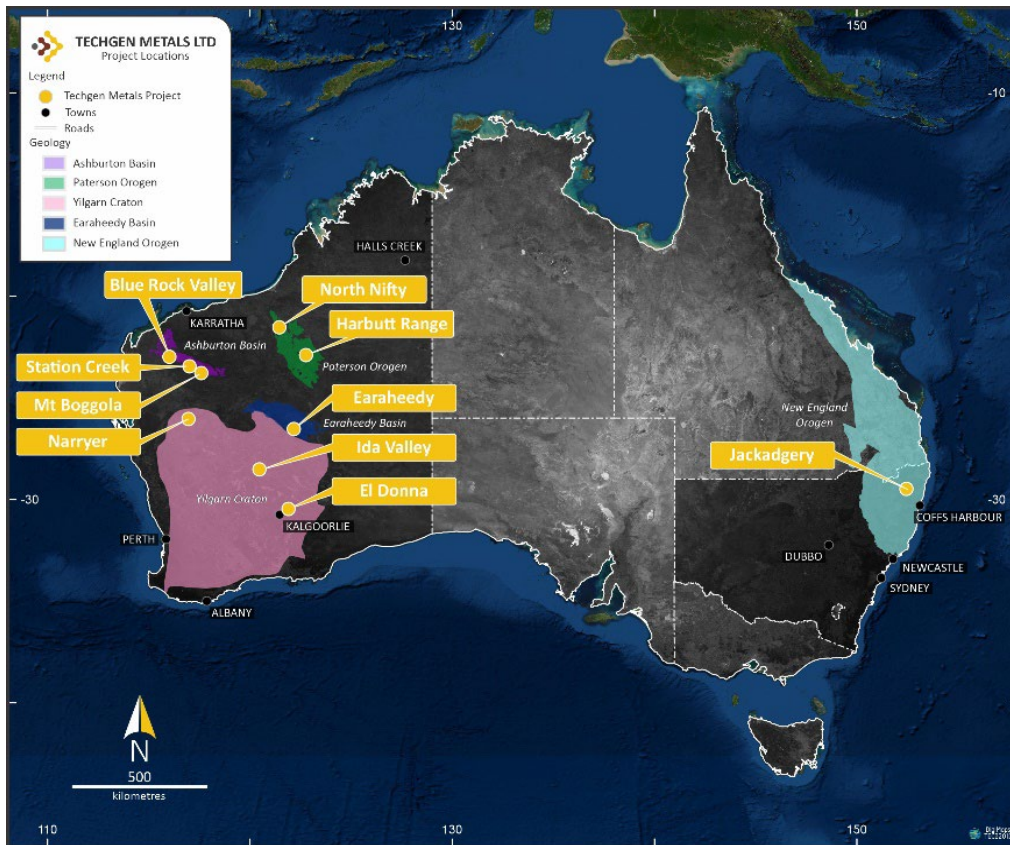 130
150
TECHGEN METALS LTD
Project Locations
Legend
Techgen Metals Project
Towns
Roads
Geology
Ashburton Basin
Paterson Orogen
Yilgarn Craton
Earaheedy Basin
New England Orogen
-10
-10
HALLS CREEK
Blue Rock Valley
North Nifty
KARRATHA
Harbutt Range
Ashburton Basin
Station Creek
Paterson Orogen
Mt Boggola
Earaheedy
New England
Orogen
Narryer
Earaheedy Basin
Ida Valley
Jackadgery
El Donna
Yilgarn Craton
-30
-30
KALGOORLIE
COFFS HARBOUR
PERTH
DUBBO
NEWCASTLE
SYDNEY
ALBANY
N
500
kilometres
110
130
150